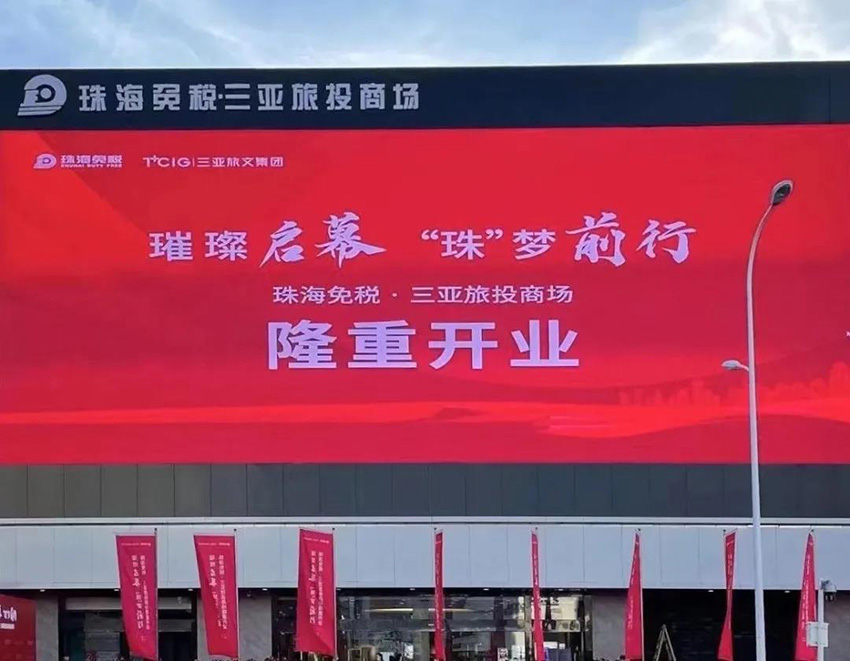 珠海免税·三亚旅投商场
珠海免税
ZHUHAI DUTY FREE
TCIG|三亚旅文集团
璀璨启幕 “珠”梦前行
珠海免税·三亚旅投商场
隆重开业